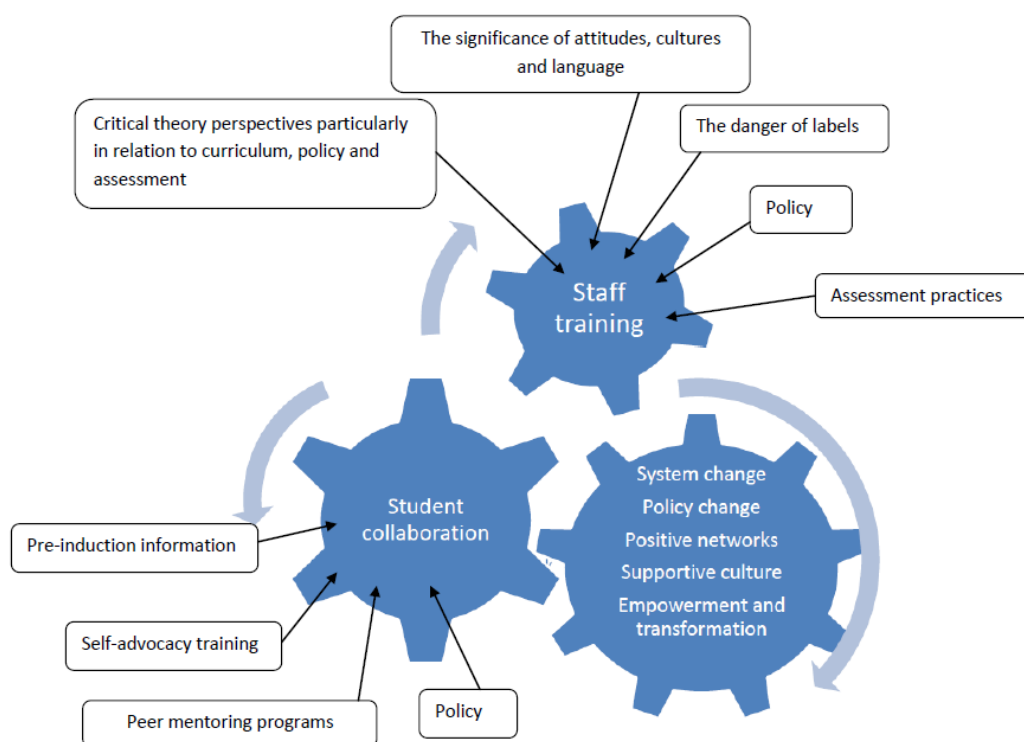 The significance of attitudes, cultures
and language
Critical theory perspectives particularly
in relation to curriculum, policy and
assessment
The danger of labels
Policy
Assessment practices
Staff
training
Student
collaboration
System change
Policy change
Positive networks
Supportive culture
Empowerment and
transformation
Pre-induction information
Self-advocacy training
Peer mentoring programs
Policy